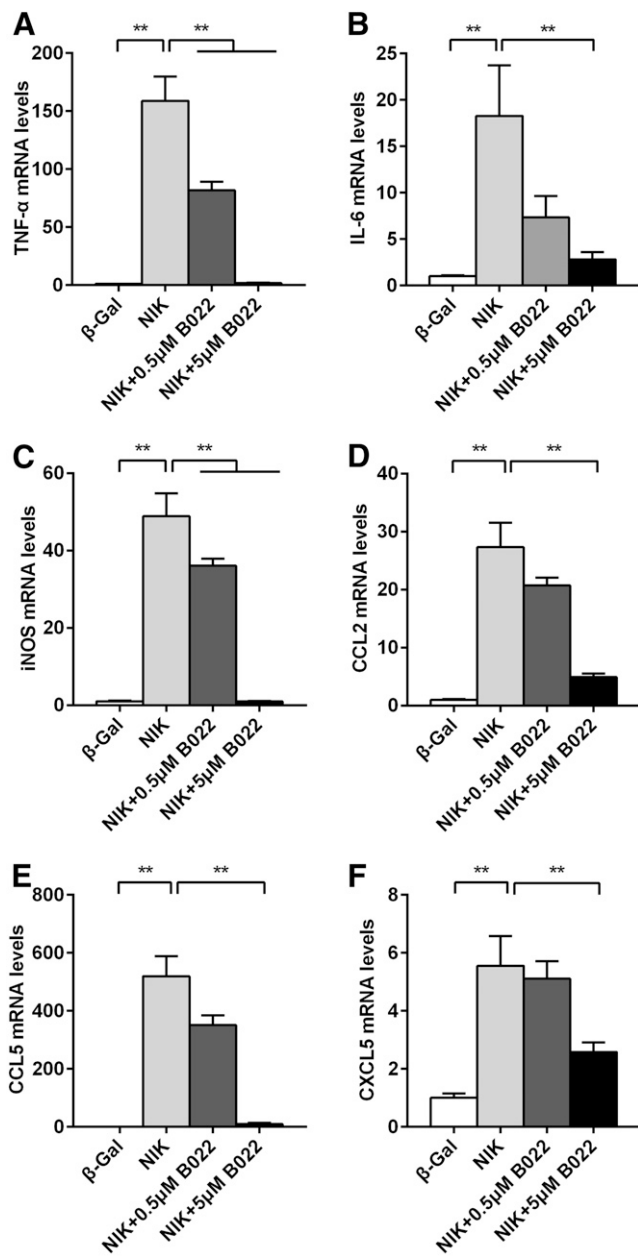 A
** **
TNF-α mRNA levels
200
150
100
50
0
β-Gal
NIK
NIK+0.5μM B022
NIK+5μM B022
B
** **
IL-6 mRNA levels
25
20
15
10
5
0
β-Gal
NIK
NIK+0.5μM B022
NIK+5μM B022
C
** **
iNOS mRNA levels
60
40
20
0
β-Gal
NIK
NIK+0.5μM B022
NIK+5μM B022
D
** **
CCL2 mRNA levels
40
30
20
10
0
β-Gal
NIK
NIK+0.5μM B022
NIK+5μM B022
E
** **
CCL5 mRNA levels
800
600
400
200
0
β-Gal
NIK
NIK+0.5μM B022
NIK+5μM B022
F
** **
CXCL5 mRNA levels
8
6
4
2
0
β-Gal
NIK
NIK+0.5μM B022
NIK+5μM B022